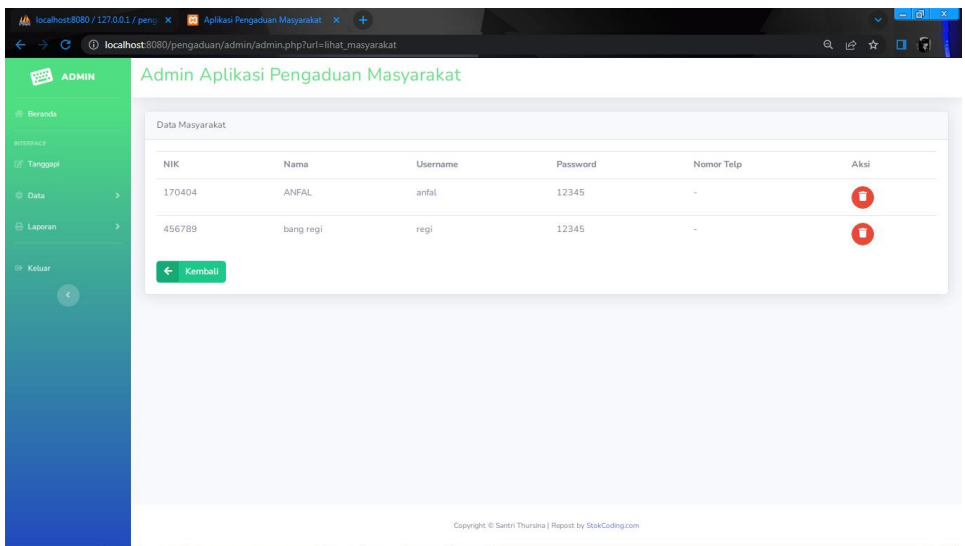 localhost:8080 / 127.0.0.1 / peng
Aplikasi Pengaduan Masyarakat
localhost:8080/pengaduan/admin/admin.php?url=lihat_masyarakat
ADMIN
Admin Aplikasi Pengaduan Masyarakat
Beranda
INTERFACE
Tanggapi
Data
Laporan
Keluar
Data Masyarakat
NIK Nama Username Password Nomor Telp Aksi
170404 ANFAL anfal 12345 -
456789 bang regi regi 12345 -
Kembali
Copyright © Santri Thursina | Repost by StokCoding.com